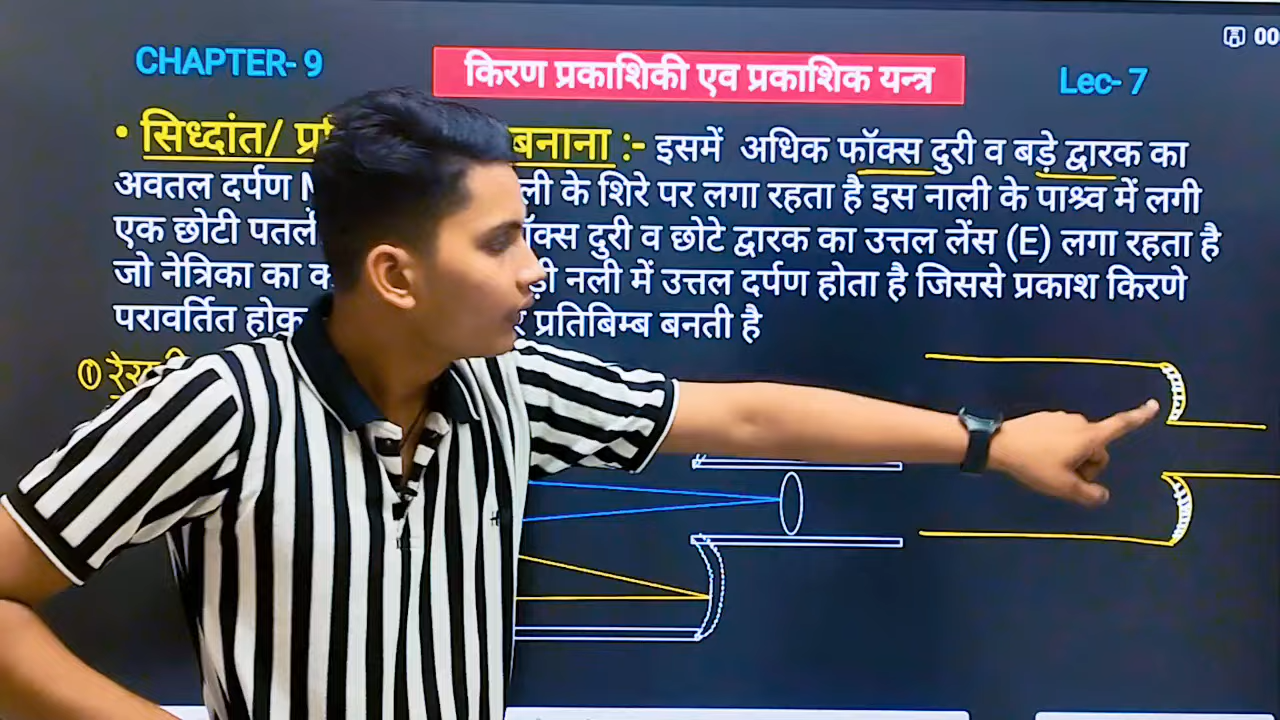 00
CHAPTER- 9
किरण प्रकाशिकी एव प्रकाशिक यन्त्र
Lec- 7
• सिध्दांत/ बनाना :- इसमें अधिक फॉक्स दुरी व बड़े द्वारक का
अवतल दर्पण के शिरे पर लगा रहता है इस नाली के पाश्र्व में लगी
एक छोटी दुरी व छोटे द्वारक का उत्तल लेंस (E) लगा रहता है
जो नेत्रिका का नली में उत्तल दर्पण होता है जिससे प्रकाश किरणे
परावर्तित प्रतिबिम्ब बनती है
①